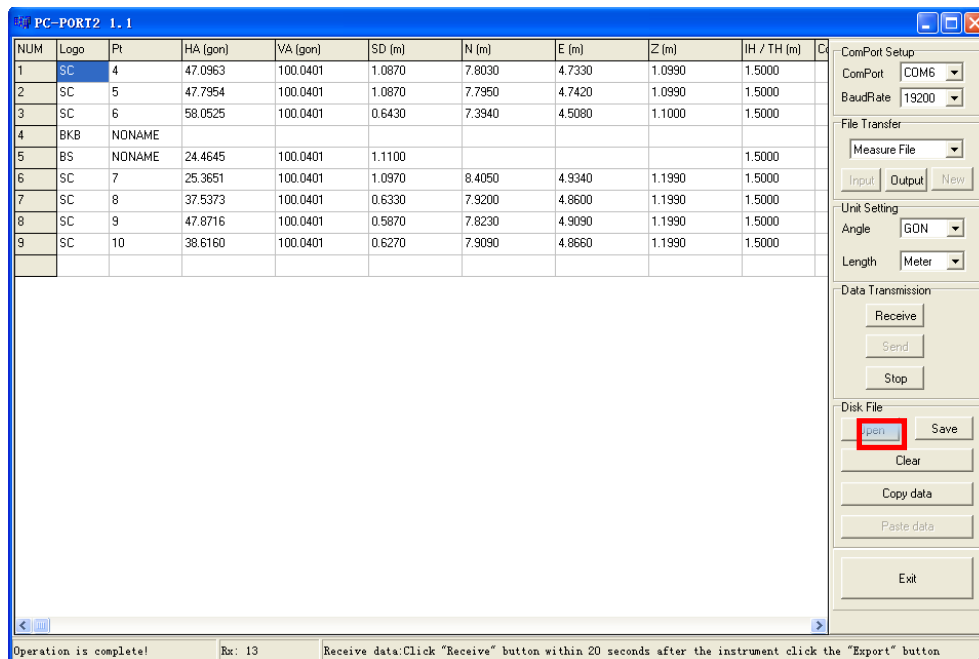 PC-PORT2 1.1
NUM Logo Pt HA (gon) VA (gon) SD (m) N (m) E (m) Z (m) IH / TH (m)
1 SC 4 47.0963 100.0401 1.0870 7.8030 4.7330 1.0990 1.5000
2 SC 5 47.7954 100.0401 1.0870 7.7950 4.7420 1.0990 1.5000
3 SC 6 58.0525 100.0401 0.6430 7.3940 4.5080 1.1000 1.5000
4 BKB NONAME
5 BS NONAME 24.4645 100.0401 1.1100 1.5000
6 SC 7 25.3651 100.0401 1.0970 8.4050 4.9340 1.1990 1.5000
7 SC 8 37.5373 100.0401 0.6330 7.9200 4.8600 1.1990 1.5000
8 SC 9 47.8716 100.0401 0.5870 7.8230 4.9090 1.1990 1.5000
9 SC 10 38.6160 100.0401 0.6270 7.9090 4.8660 1.1990 1.5000
ComPort Setup
ComPort COM6
BaudRate 19200
File Transfer
Measure File
Input Output New
Unit Setting
Angle GON
Length Meter
Data Transmission
Receive
Send
Stop
Disk File
Open Save
Clear
Copy data
Paste data
Exit
Operation is complete! Rx: 13 Receive data:Click "Receive" button within 20 seconds after the instrument click the "Export" button